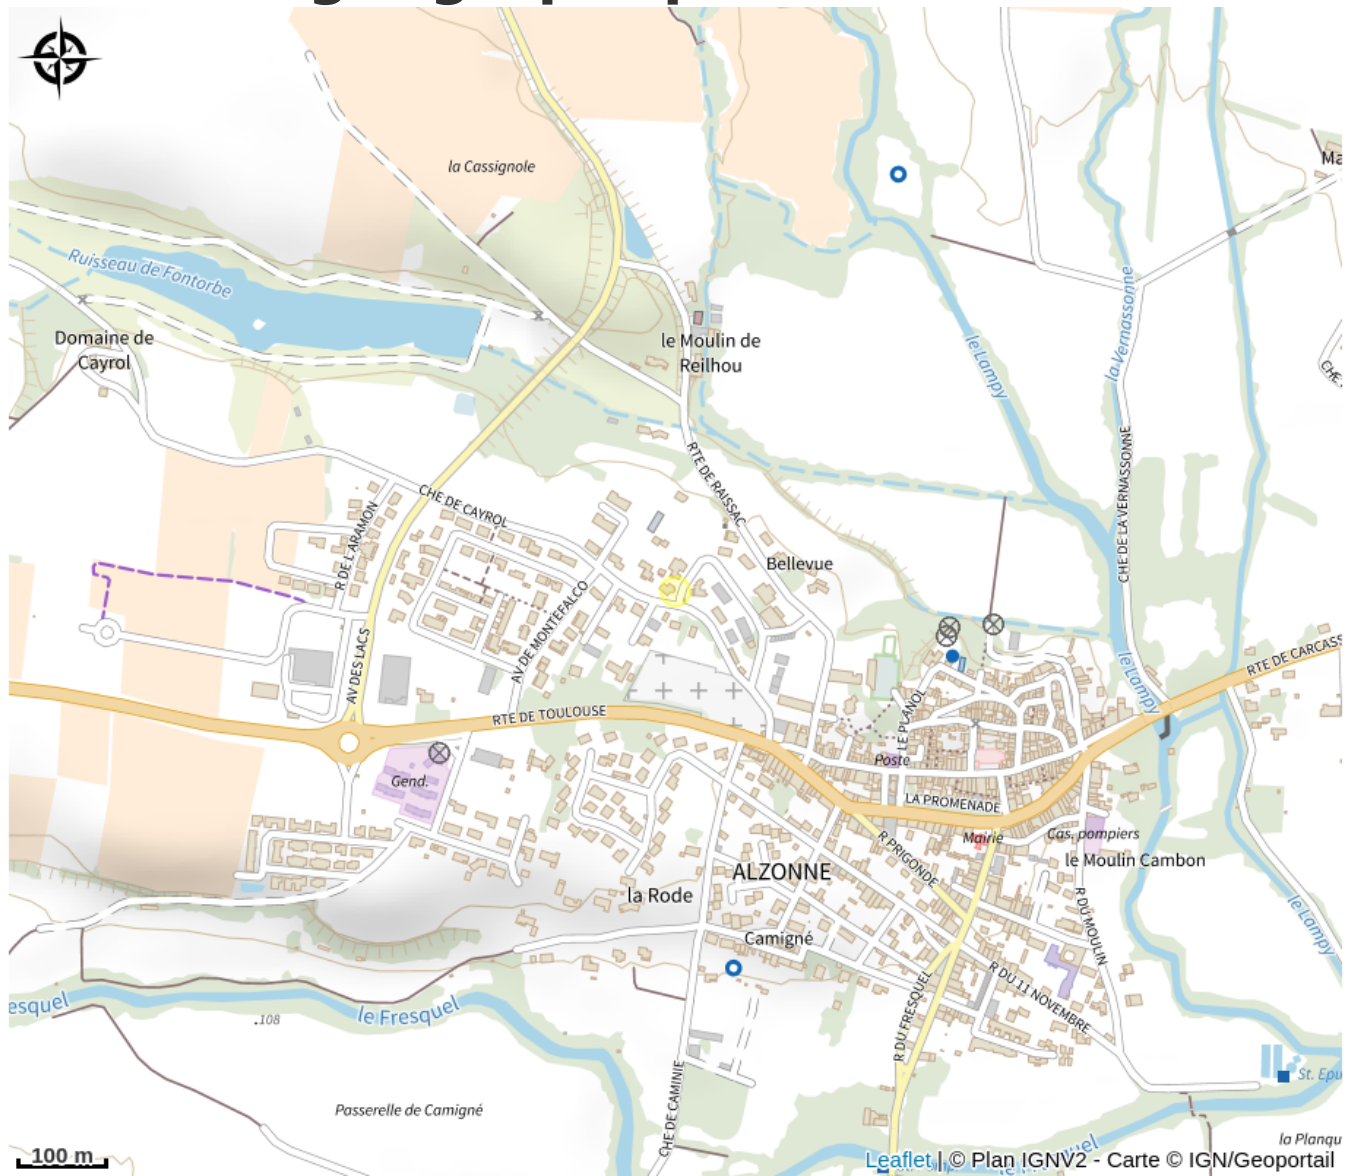 la Cassignole
Ma
Ruisseau de Fontorbe
Domaine de
Cayrol
le Moulin de
Reilhou
le Lampy
la Vernassonne
CHE.
RTE DE RAISSAC
CHE DE CAYROL
R DE L'ARAMON
CHE DE LA VERNASSONNE
Bellevue
AV DE MONTEFALCO
AV DES LACS
RTE DE TOULOUSE
le Lampy
RTE DE CARCASS
LE PLANOL
Poste
Gend.
LA PROMENADE
Mairie
Cas. pompiers
le Moulin Cambon
R PRIGONDE
ALZONNE
la Rode
R DU MOULIN
le Lampy
Camigné
R DU 11 NOVEMBRE
esquel
le Fresquel
.108
R DU FRESQUEL
CHE DE CAMINIE
St. Epu
Passerelle de Camigné
la Planqu
100 m
Leaflet | © Plan IGNV2 - Carte © IGN/Geoportail